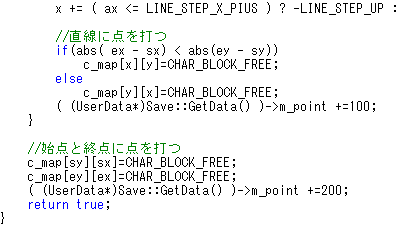 x += ( ax <= LINE_STEP_X_PIUS ) ? -LINE_STEP_UP :
//直線に点を打つ
if(abs( ex - sx) < abs(ey - sy))
c_map[x][y]=CHAR_BLOCK_FREE;
else
c_map[y][x]=CHAR_BLOCK_FREE;
( (UserData*)Save::GetData() )->m_point +=100;
}
//始点と終点に点を打つ
c_map[sy][sx]=CHAR_BLOCK_FREE;
c_map[ey][ex]=CHAR_BLOCK_FREE;
( (UserData*)Save::GetData() )->m_point +=200;
return true;
}